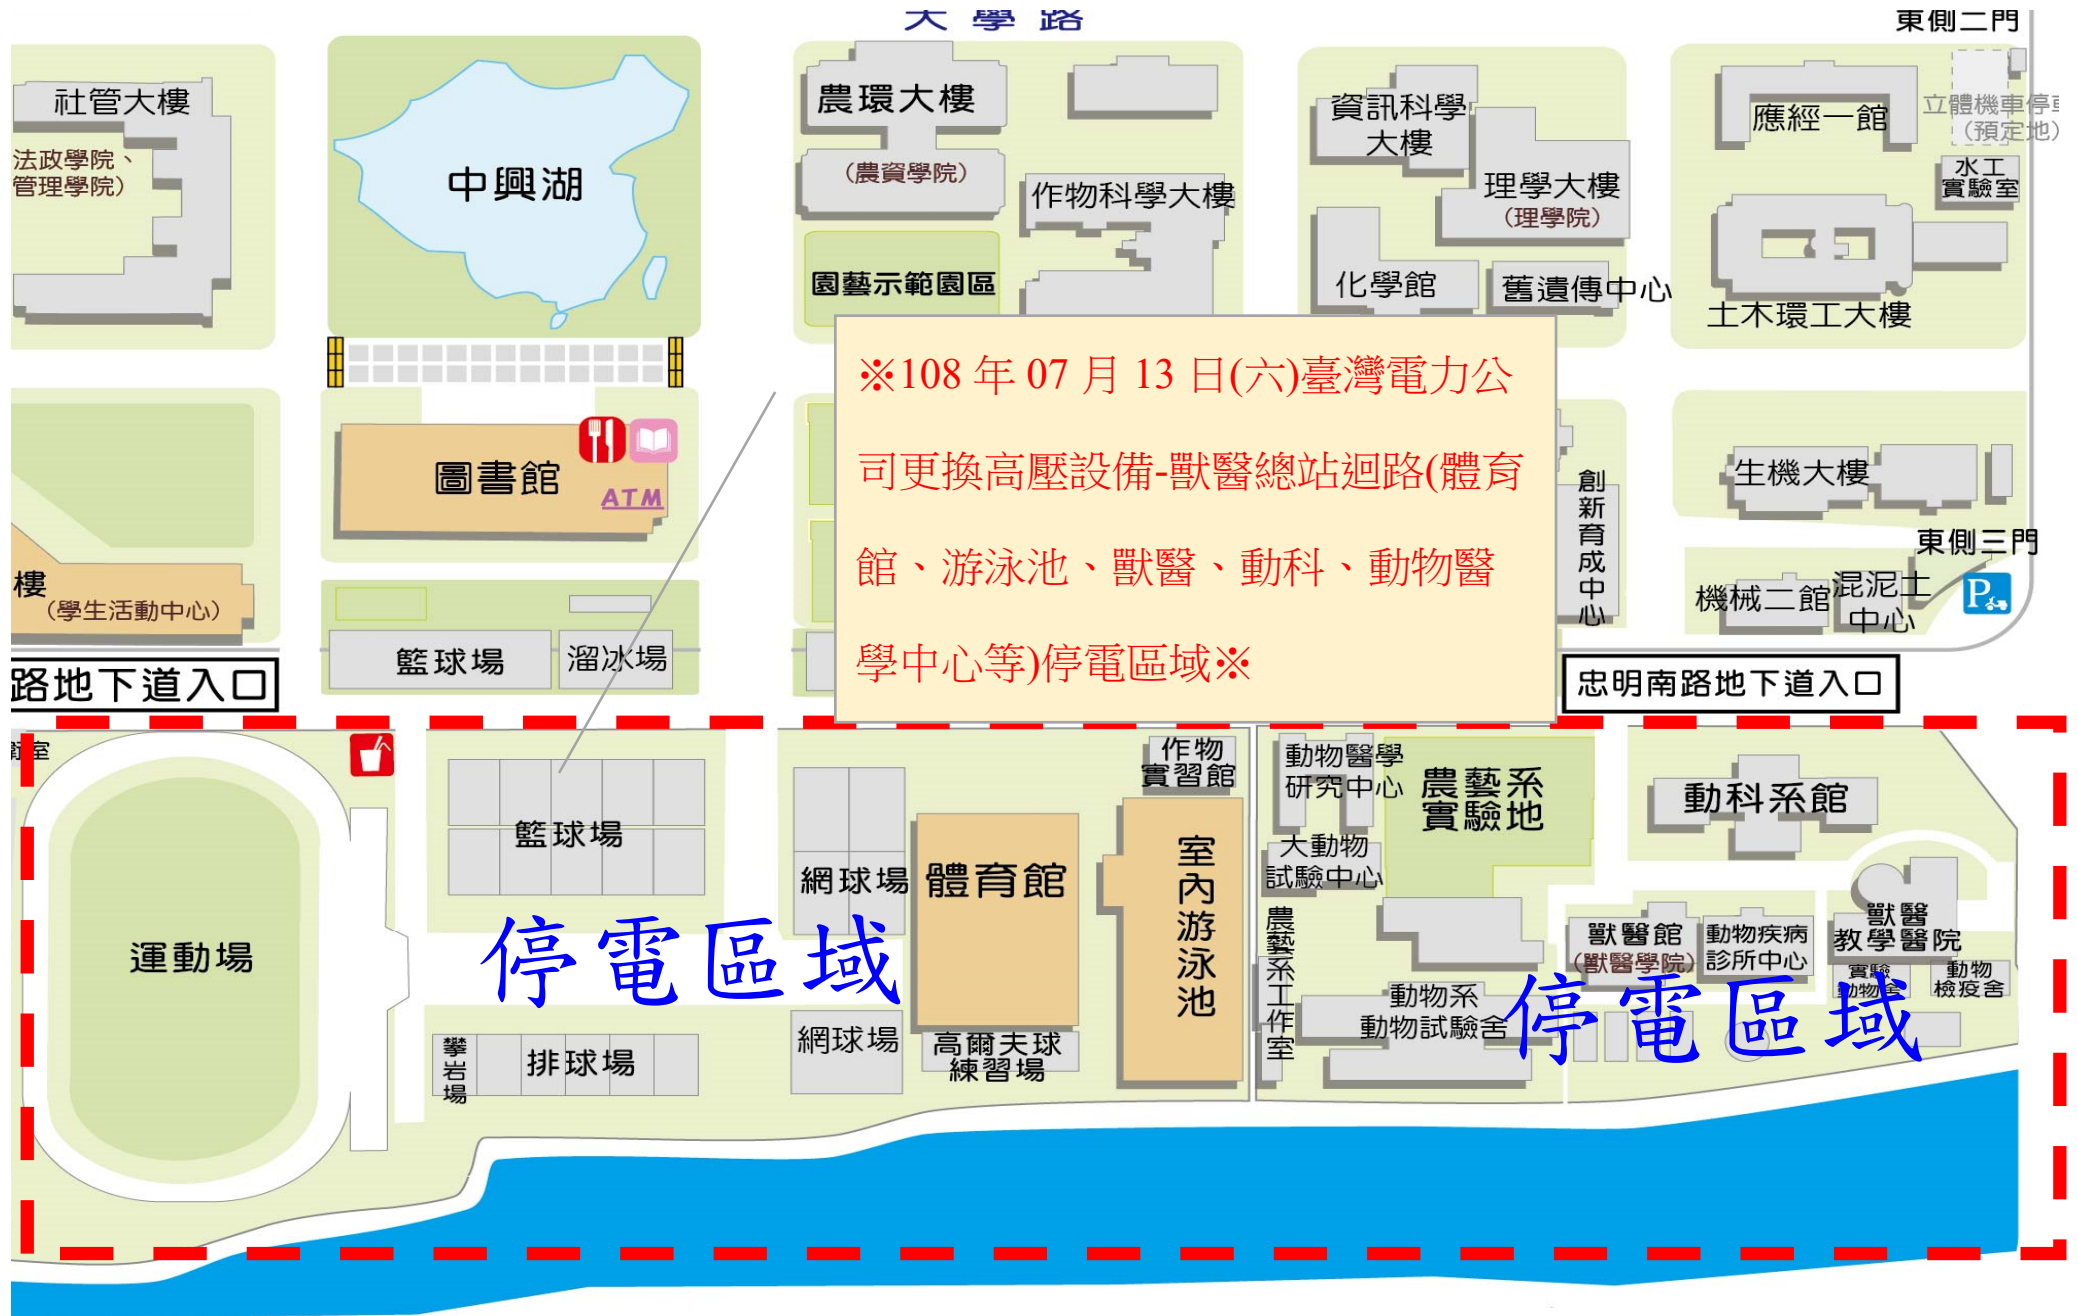 大學路
東側二門
社管大樓
法政學院、
管理學院)
中興湖
農環大樓
(農資學院)
作物科學大樓
園藝示範園區
資訊科學
大樓
理學大樓
(理學院)
化學館
舊遺傳中心
應經一館
立體機車停
(預定地)
水工
實驗室
土木環工大樓
※108 年 07 月 13 日(六)臺灣電力公
司更換高壓設備-獸醫總站迴路(體育
館、游泳池、獸醫、動科、動物醫
學中心等)停電區域※
圖書館
ATM
創新育成中心
生機大樓
東側三門
機械二館
混泥土
中心
P
樓
(學生活動中心)
籃球場
溜冰場
路地下道入口
忠明南路地下道入口
室
運動場
籃球場
網球場
體育館
作物
實習館
室內游泳池
動物醫學
研究中心
農藝系
實驗地
動科系館
大動物
試驗中心
農藝系工作室
獸醫館
(獸醫學院)
動物疾病
診所中心
獸醫
教學醫院
實驗
動物舍
動物
檢疫舍
停電區域
停電區域
動物系
動物試驗舍
攀岩場
排球場
網球場
高爾夫球
練習場